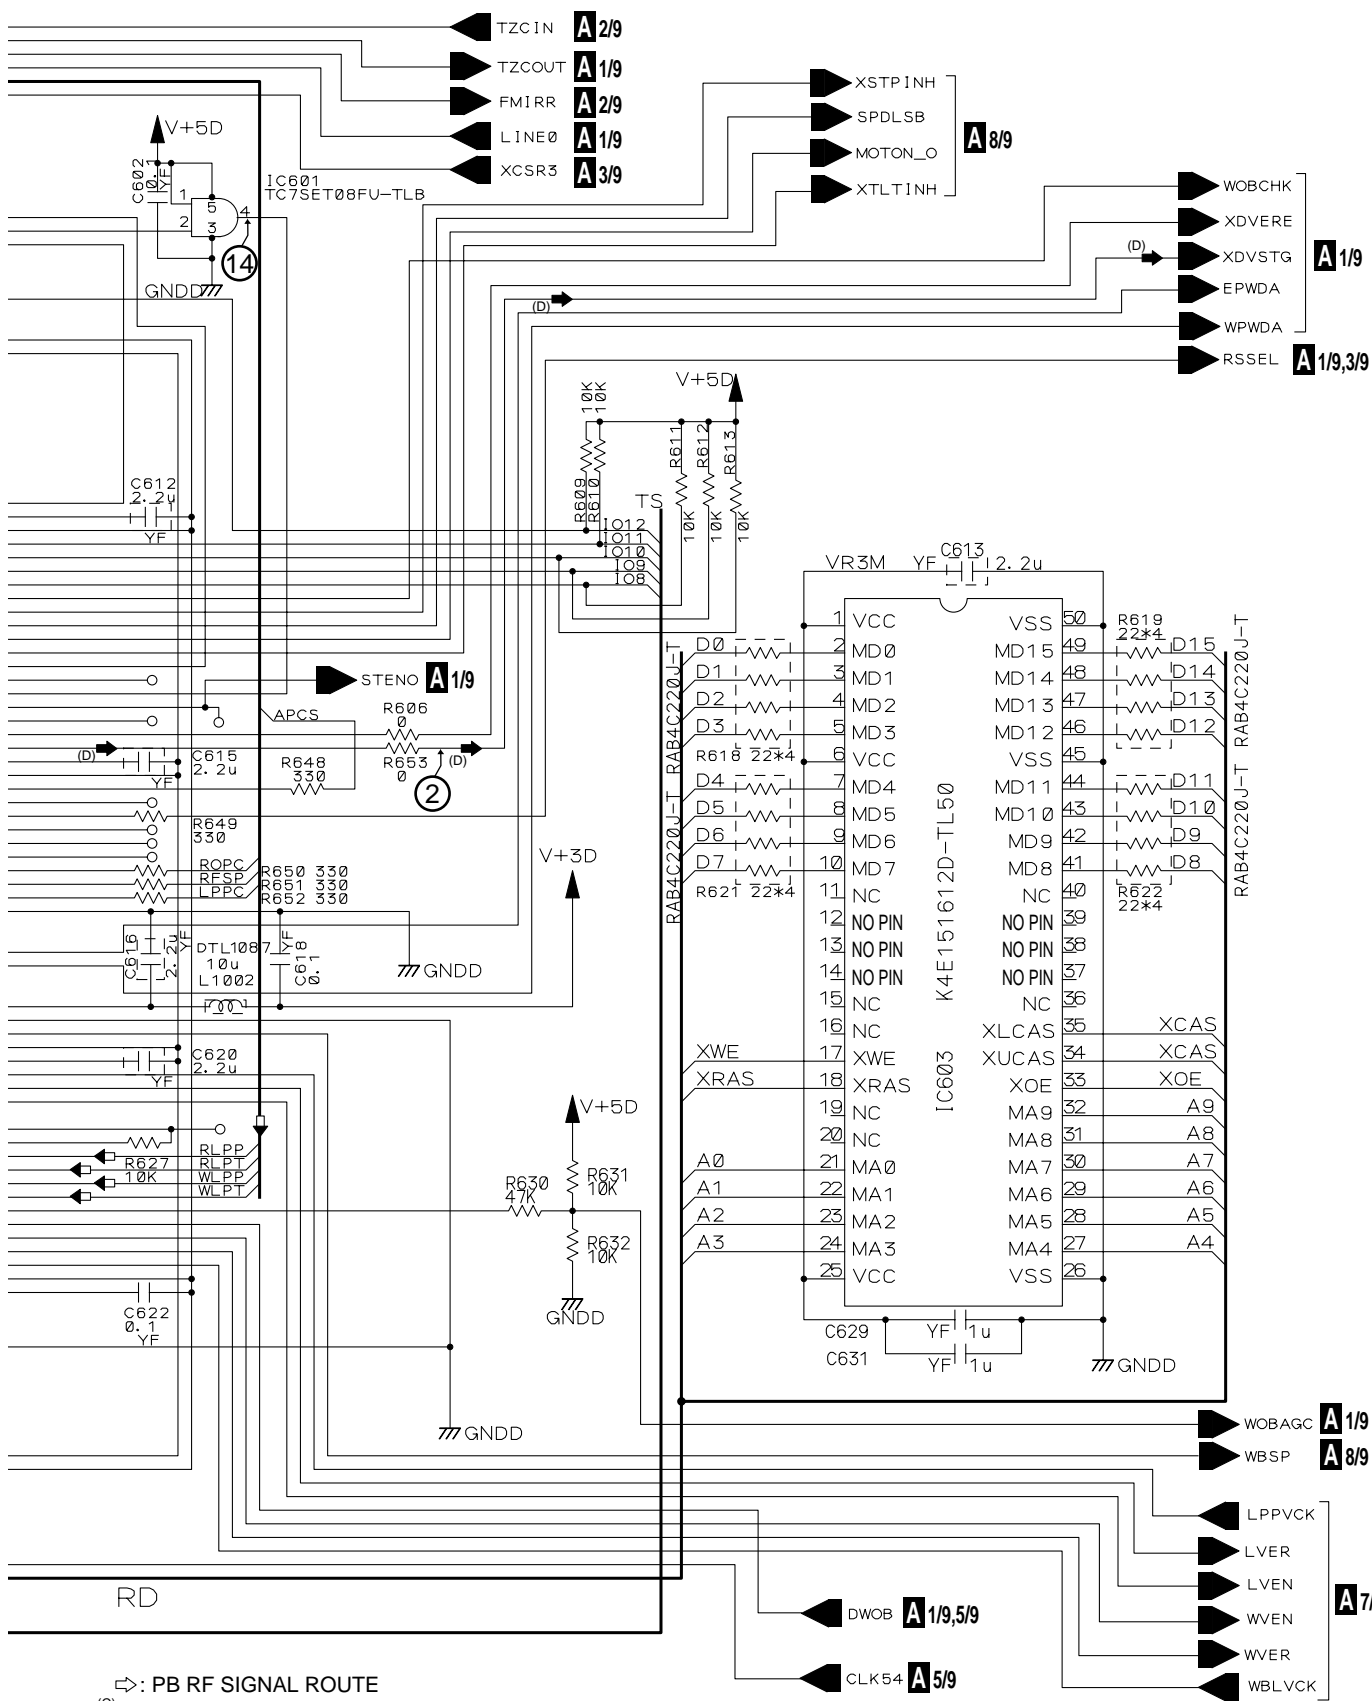 TZCIN A 2/9
TZCOUT A 1/9
FMIRR A 2/9
LINE0 A 1/9
XCSR3 A 3/9
XSTPINH
SPDLSB
MOTON_O
XTLTINH
A 8/9
V+5D
C602
0.1
YF
IC601
TC7SET08FU-TLB
1
2
5
3
4
14
GNDD
WOBCHK
XDVERE
(D)
XDVSTG
EPWDA
WPWDA
A 1/9
(D)
RSSEL A 1/9,3/9
V+5D
10K
10K
R609
R610
R611
R612
R613
10K
10K
10K
C612
2.2u
YF
TS
IO12
IO11
IO10
IO9
IO8
STENO A 1/9
APCS
R606
0
R653
0
(D)
(D)
2
C615
2.2u
YF
R648
330
R649
330
ROPC
RFSP
LPPC
R650 330
R651 330
R652 330
V+3D
C616
2.2u
YF
DTL1087
10u
L1002
C618
0.1
YF
GNDD
C620
2.2u
YF
RLPP
RLPT
WLPP
WLPT
R627
10K
V+5D
R630
47K
R631
10K
R632
10K
GNDD
C622
0.1
YF
GNDD
VR3M
YF
C613
2.2u
RAB4C220J-T
RAB4C220J-T
D0
D1
D2
D3
R618 22*4
D4
D5
D6
D7
R621 22*4
XWE
XRAS
A0
A1
A2
A3
1 VCC
2 MD0
3 MD1
4 MD2
5 MD3
6 VCC
7 MD4
8 MD5
9 MD6
10 MD7
11 NC
12 NO PIN
13 NO PIN
14 NO PIN
15 NC
16 NC
17 XWE
18 XRAS
19 NC
20 NC
21 MA0
22 MA1
23 MA2
24 MA3
25 VCC
K4E151612D-TL50
IC603
VSS 50
MD15 49
MD14 48
MD13 47
MD12 46
VSS 45
MD11 44
MD10 43
MD9 42
MD8 41
NC 40
NO PIN 39
NO PIN 38
NO PIN 37
NC 36
XLCAS 35
XUCAS 34
XOE 33
MA9 32
MA8 31
MA7 30
MA6 29
MA5 28
MA4 27
VSS 26
R619
22*4
D15
D14
D13
D12
D11
D10
D9
D8
R622
22*4
RAB4C220J-T
RAB4C220J-T
XCAS
XCAS
XOE
A9
A8
A7
A6
A5
A4
C629
YF
1u
C631
YF
1u
GNDD
WOBAGC A 1/9
WBSP A 8/9
LPPVCK
LVER
LVEN
WVEN
WVER
WBLVCK
A 7/
RD
DWOB A 1/9,5/9
CLK54 A 5/9
: PB RF SIGNAL ROUTE